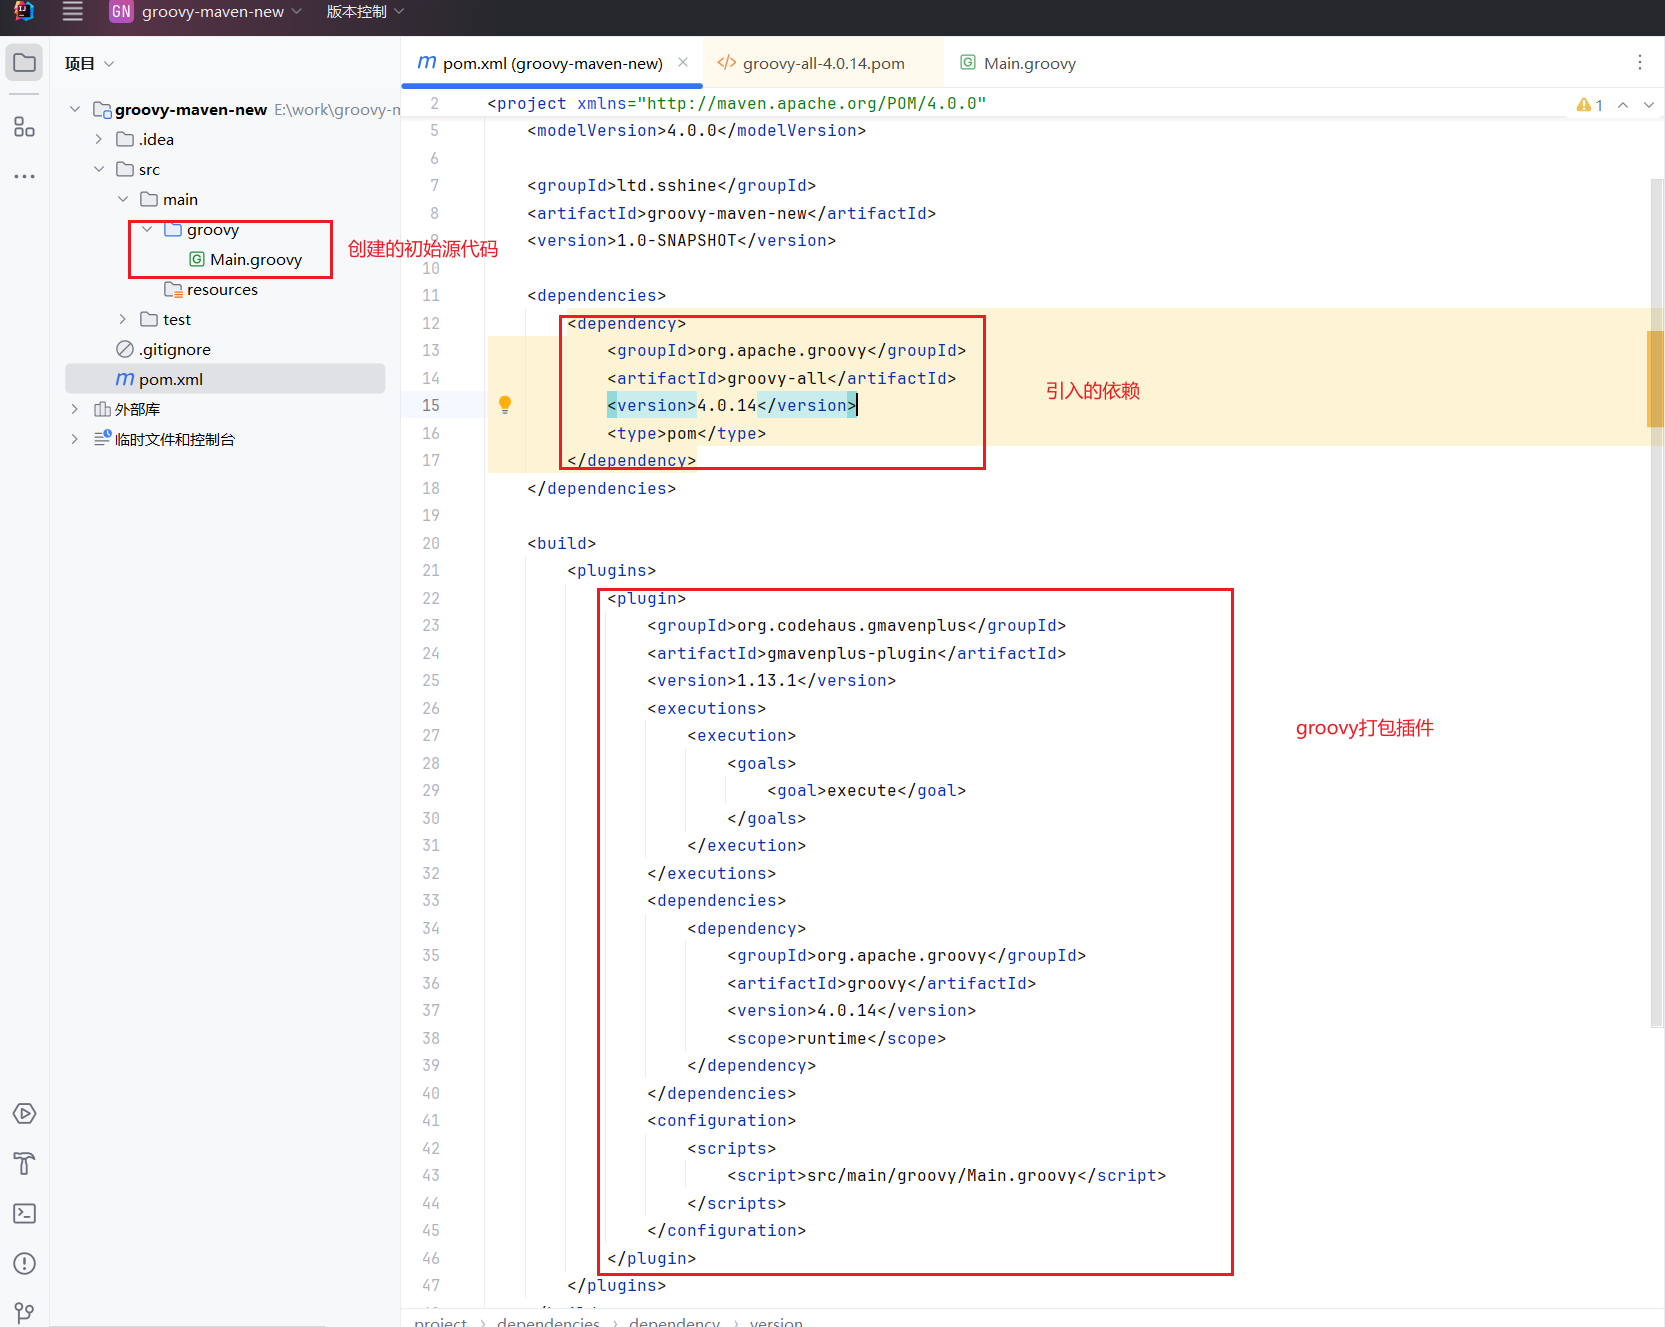 GN groovy-maven-new 版本控制
项目
pom.xml (groovy-maven-new) groovy-all-4.0.14.pom Main.groovy
groovy-maven-new E:\work\groovy-m
.idea
src
main
groovy
Main.groovy
resources
test
.gitignore
pom.xml
外部库
临时文件和控制台
创建的初始源代码
1
2 <project xmlns="http://maven.apache.org/POM/4.0.0"
5 <modelVersion>4.0.0</modelVersion>
6
7 <groupId>ltd.sshine</groupId>
8 <artifactId>groovy-maven-new</artifactId>
9 <version>1.0-SNAPSHOT</version>
10
11 <dependencies>
12 <dependency>
13 <groupId>org.apache.groovy</groupId>
14 <artifactId>groovy-all</artifactId>
15 <version>4.0.14</version>
16 <type>pom</type>
17 </dependency>
18 </dependencies>
19
20 <build>
21 <plugins>
22 <plugin>
23 <groupId>org.codehaus.gmavenplus</groupId>
24 <artifactId>gmavenplus-plugin</artifactId>
25 <version>1.13.1</version>
26 <executions>
27 <execution>
28 <goals>
29 <goal>execute</goal>
30 </goals>
31 </execution>
32 </executions>
33 <dependencies>
34 <dependency>
35 <groupId>org.apache.groovy</groupId>
36 <artifactId>groovy</artifactId>
37 <version>4.0.14</version>
38 <scope>runtime</scope>
39 </dependency>
40 </dependencies>
41 <configuration>
42 <scripts>
43 <script>src/main/groovy/Main.groovy</script>
44 </scripts>
45 </configuration>
46 </plugin>
47 </plugins>
引入的依赖
groovy打包插件
project > dependencies > dependency > version